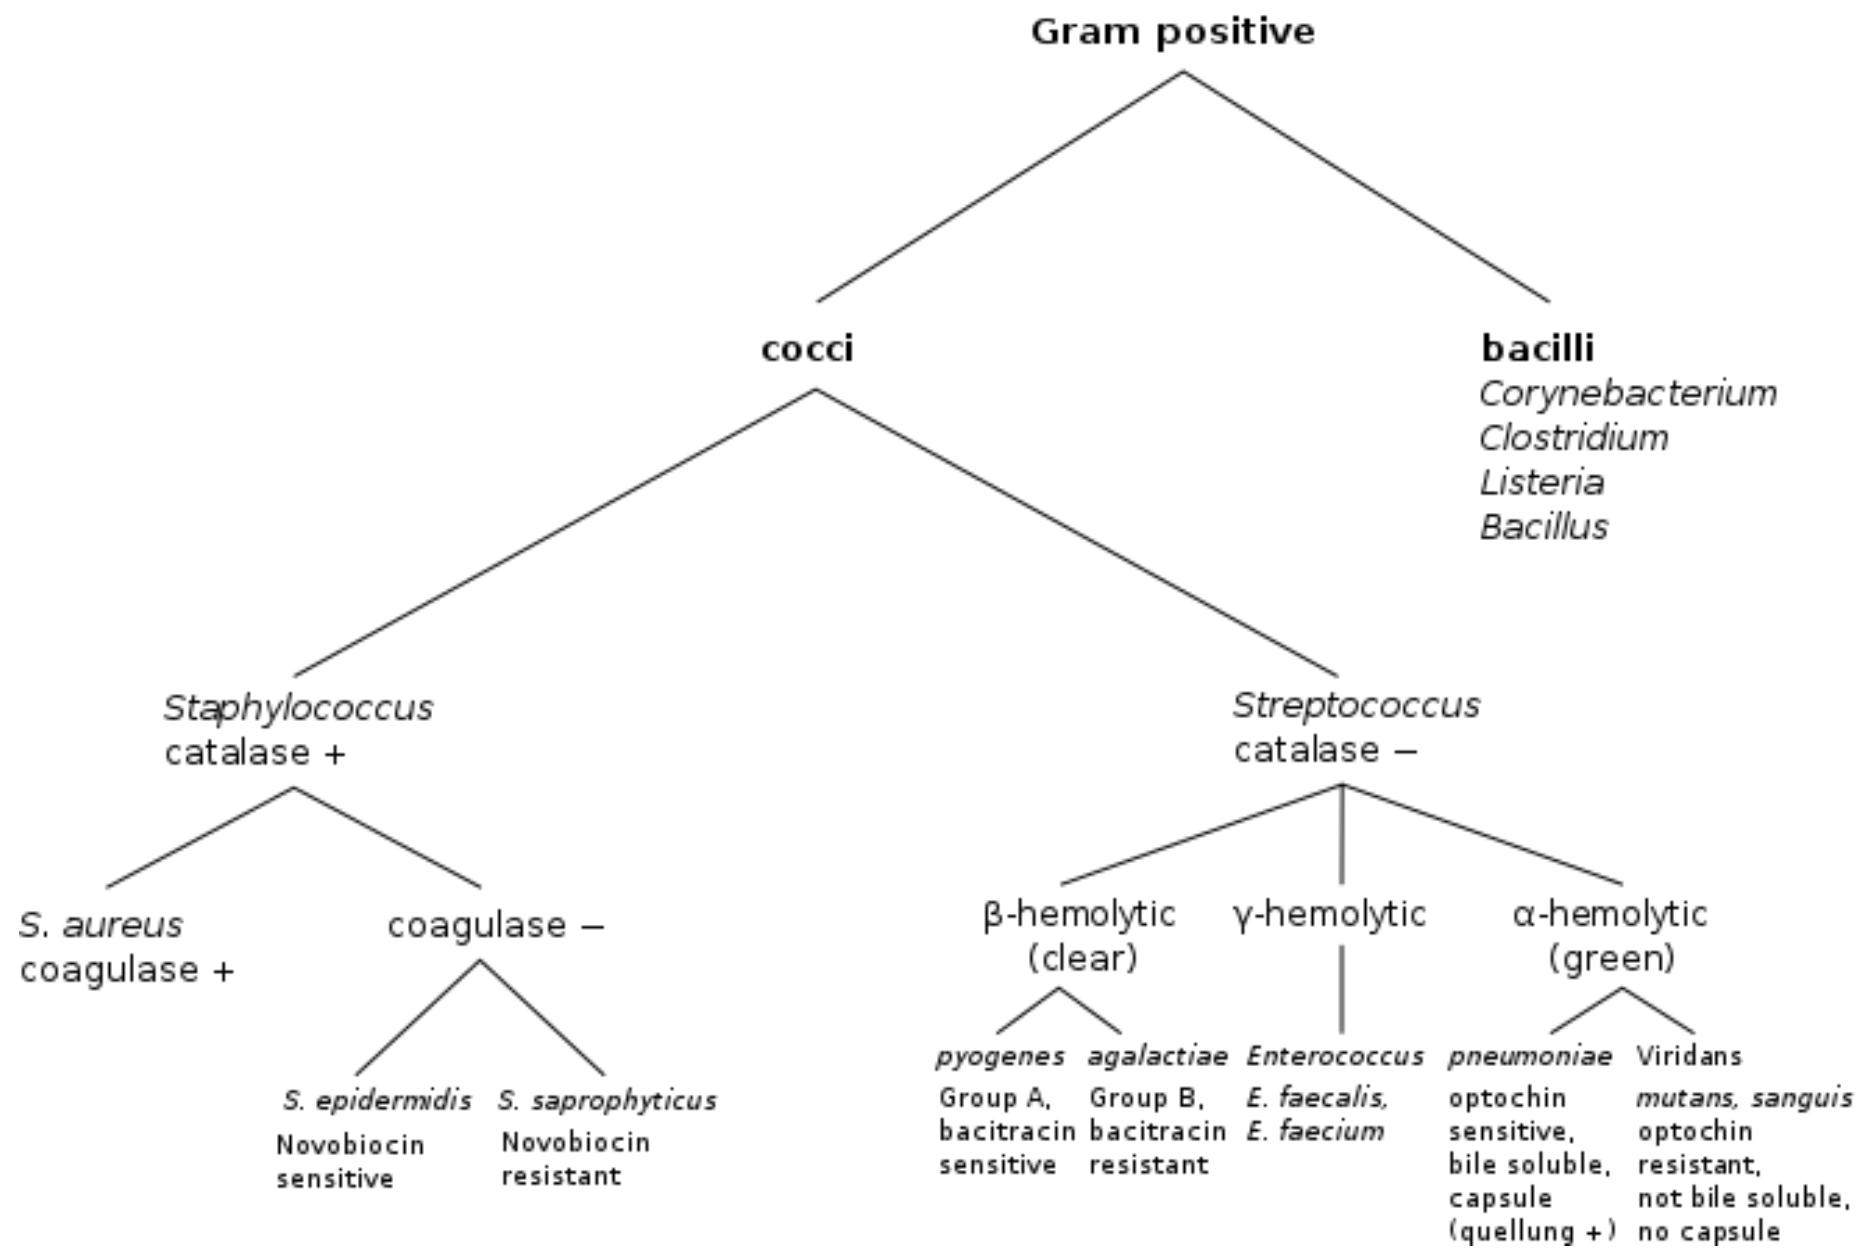 Gram positive
cocci
bacilli
Corynebacterium
Clostridium
Listeria
Bacillus
Staphylococcus
catalase +
Streptococcus
catalase −
S. aureus
coagulase +
coagulase −
S. epidermidis
Novobiocin
sensitive
S. saprophyticus
Novobiocin
resistant
β-hemolytic
(clear)
γ-hemolytic
α-hemolytic
(green)
pyogenes
Group A,
bacitracin
sensitive
agalactiae
Group B,
bacitracin
resistant
Enterococcus
E. faecalis,
E. faecium
pneumoniae
optochin
sensitive,
bile soluble,
capsule
(quellung +)
Viridans
mutans, sanguis
optochin
resistant,
not bile soluble,
no capsule